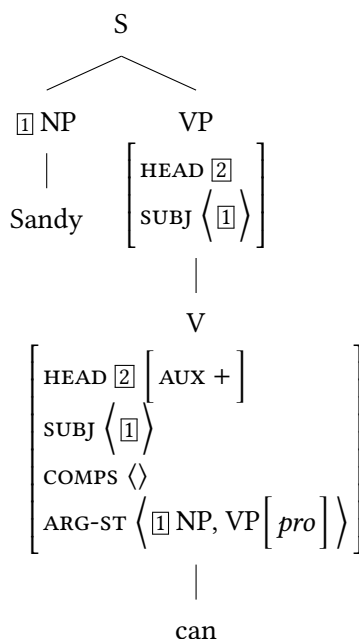 S
1 NP VP
[HEAD 2
Sandy SUBJ ⟨1⟩]
V
[HEAD 2 [AUX +]
SUBJ ⟨1⟩
COMPS ⟨⟩
ARG-ST ⟨1 NP, VP[pro]⟩]
can